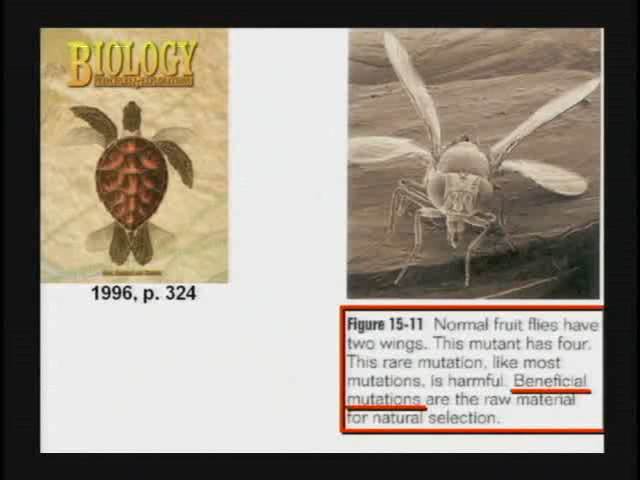 BIOLOGY
1996, p. 324
Figure 15-11 Normal fruit flies have
two wings. This mutant has four.
This rare mutation, like most
mutations, is harmful. Beneficial
mutations are the raw material
for natural selection.